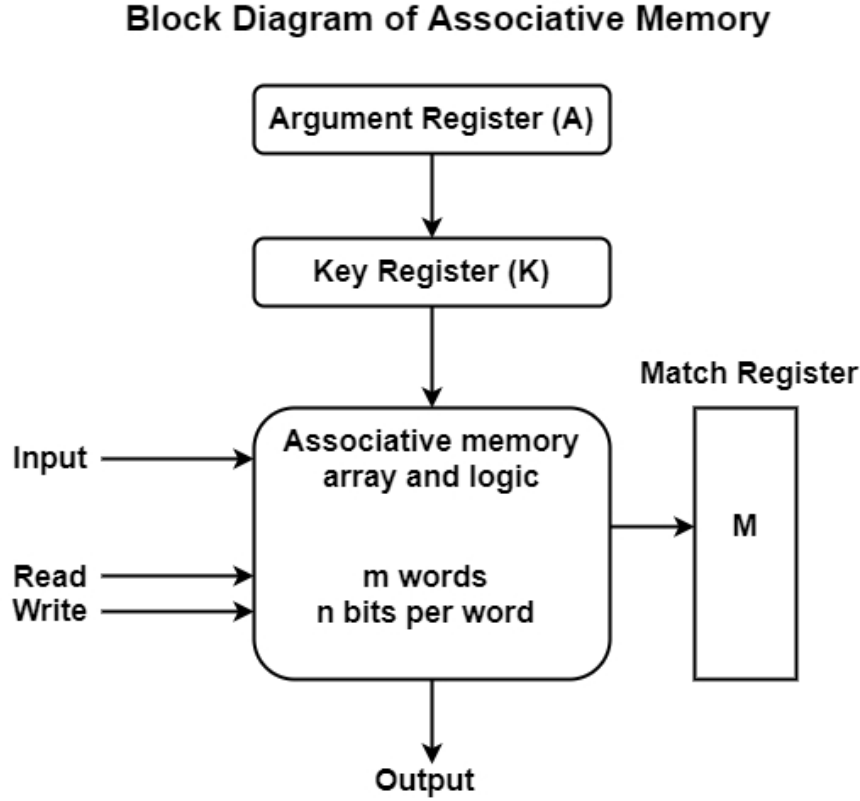 Block Diagram of Associative Memory
Argument Register (A)
Key Register (K)
Match Register
Associative memory
array and logic
Input
M
Read
m words
Write
n bits per word
Output